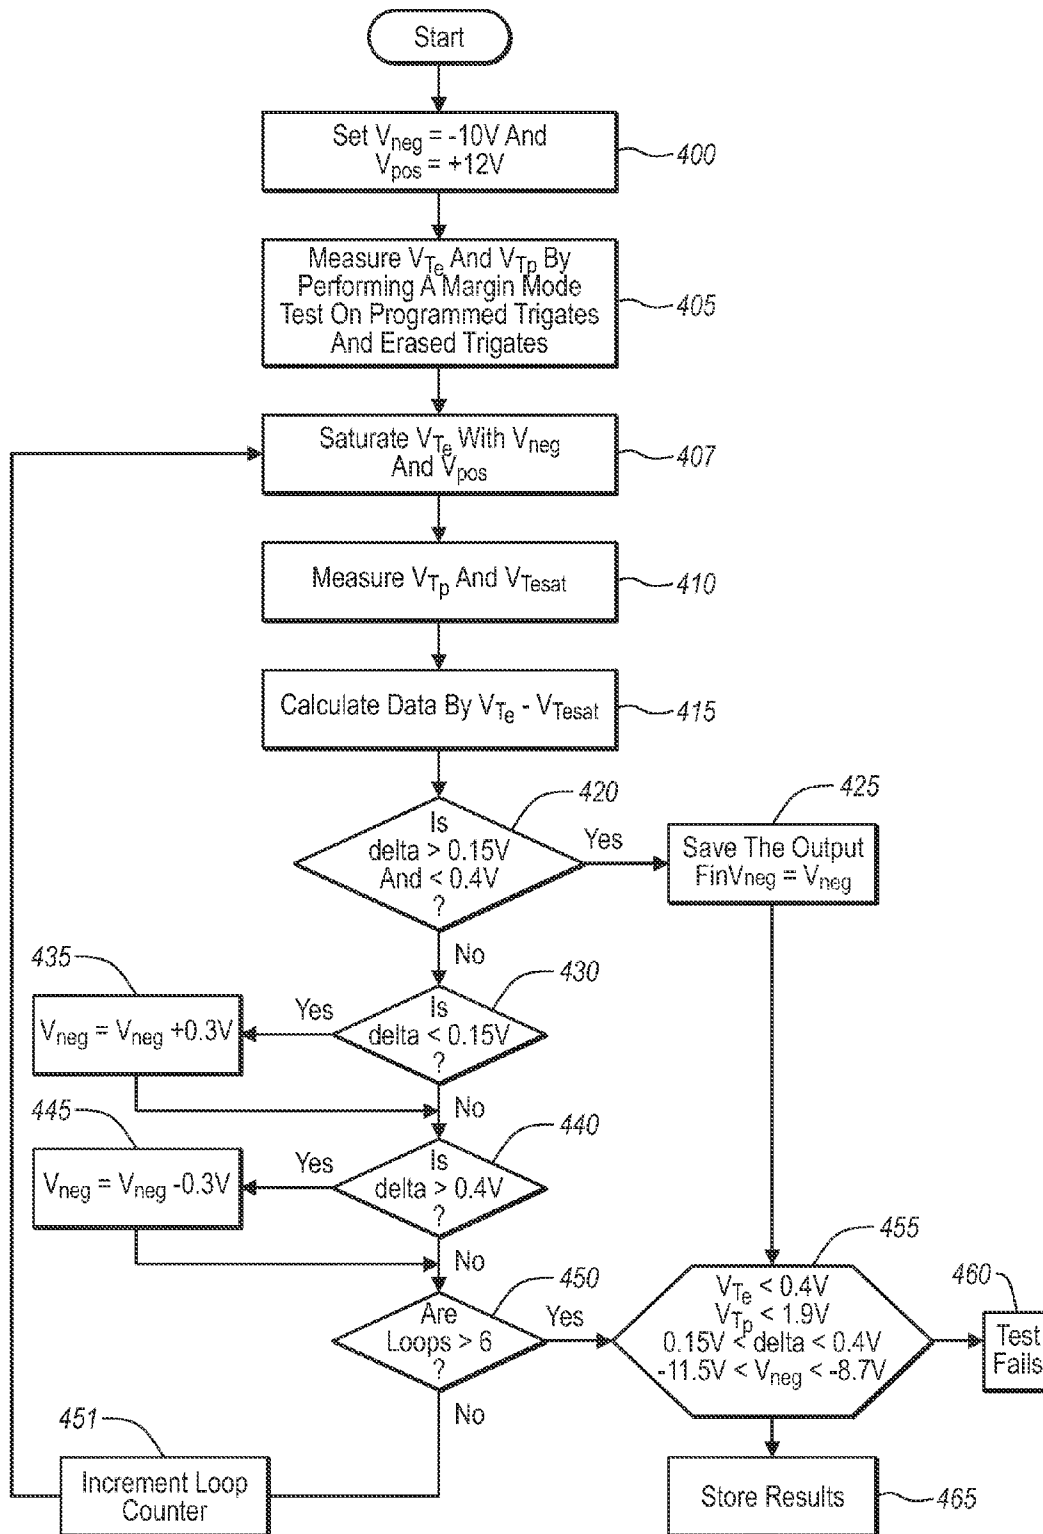 Start
Set Vneg = -10V And
Vpos = +12V
400
Measure VTe And VTp By
Performing A Margin Mode
Test On Programmed Trigates
And Erased Trigates
405
Saturate VTe With Vneg
And Vpos
407
Measure VTp And VTesat
410
Calculate Data By VTe - VTesat
415
420
Is
delta > 0.15V
And < 0.4V
?
Yes
425
Save The Output
FinVneg = Vneg
No
435
Vneg = Vneg +0.3V
Yes
430
Is
delta < 0.15V
?
No
445
Vneg = Vneg -0.3V
Yes
440
Is
delta > 0.4V
?
No
450
Are
Loops > 6
?
Yes
455
VTe < 0.4V
VTp < 1.9V
0.15V < delta < 0.4V
-11.5V < Vneg < -8.7V
460
Test
Fails
No
451
Increment Loop
Counter
Store Results
465